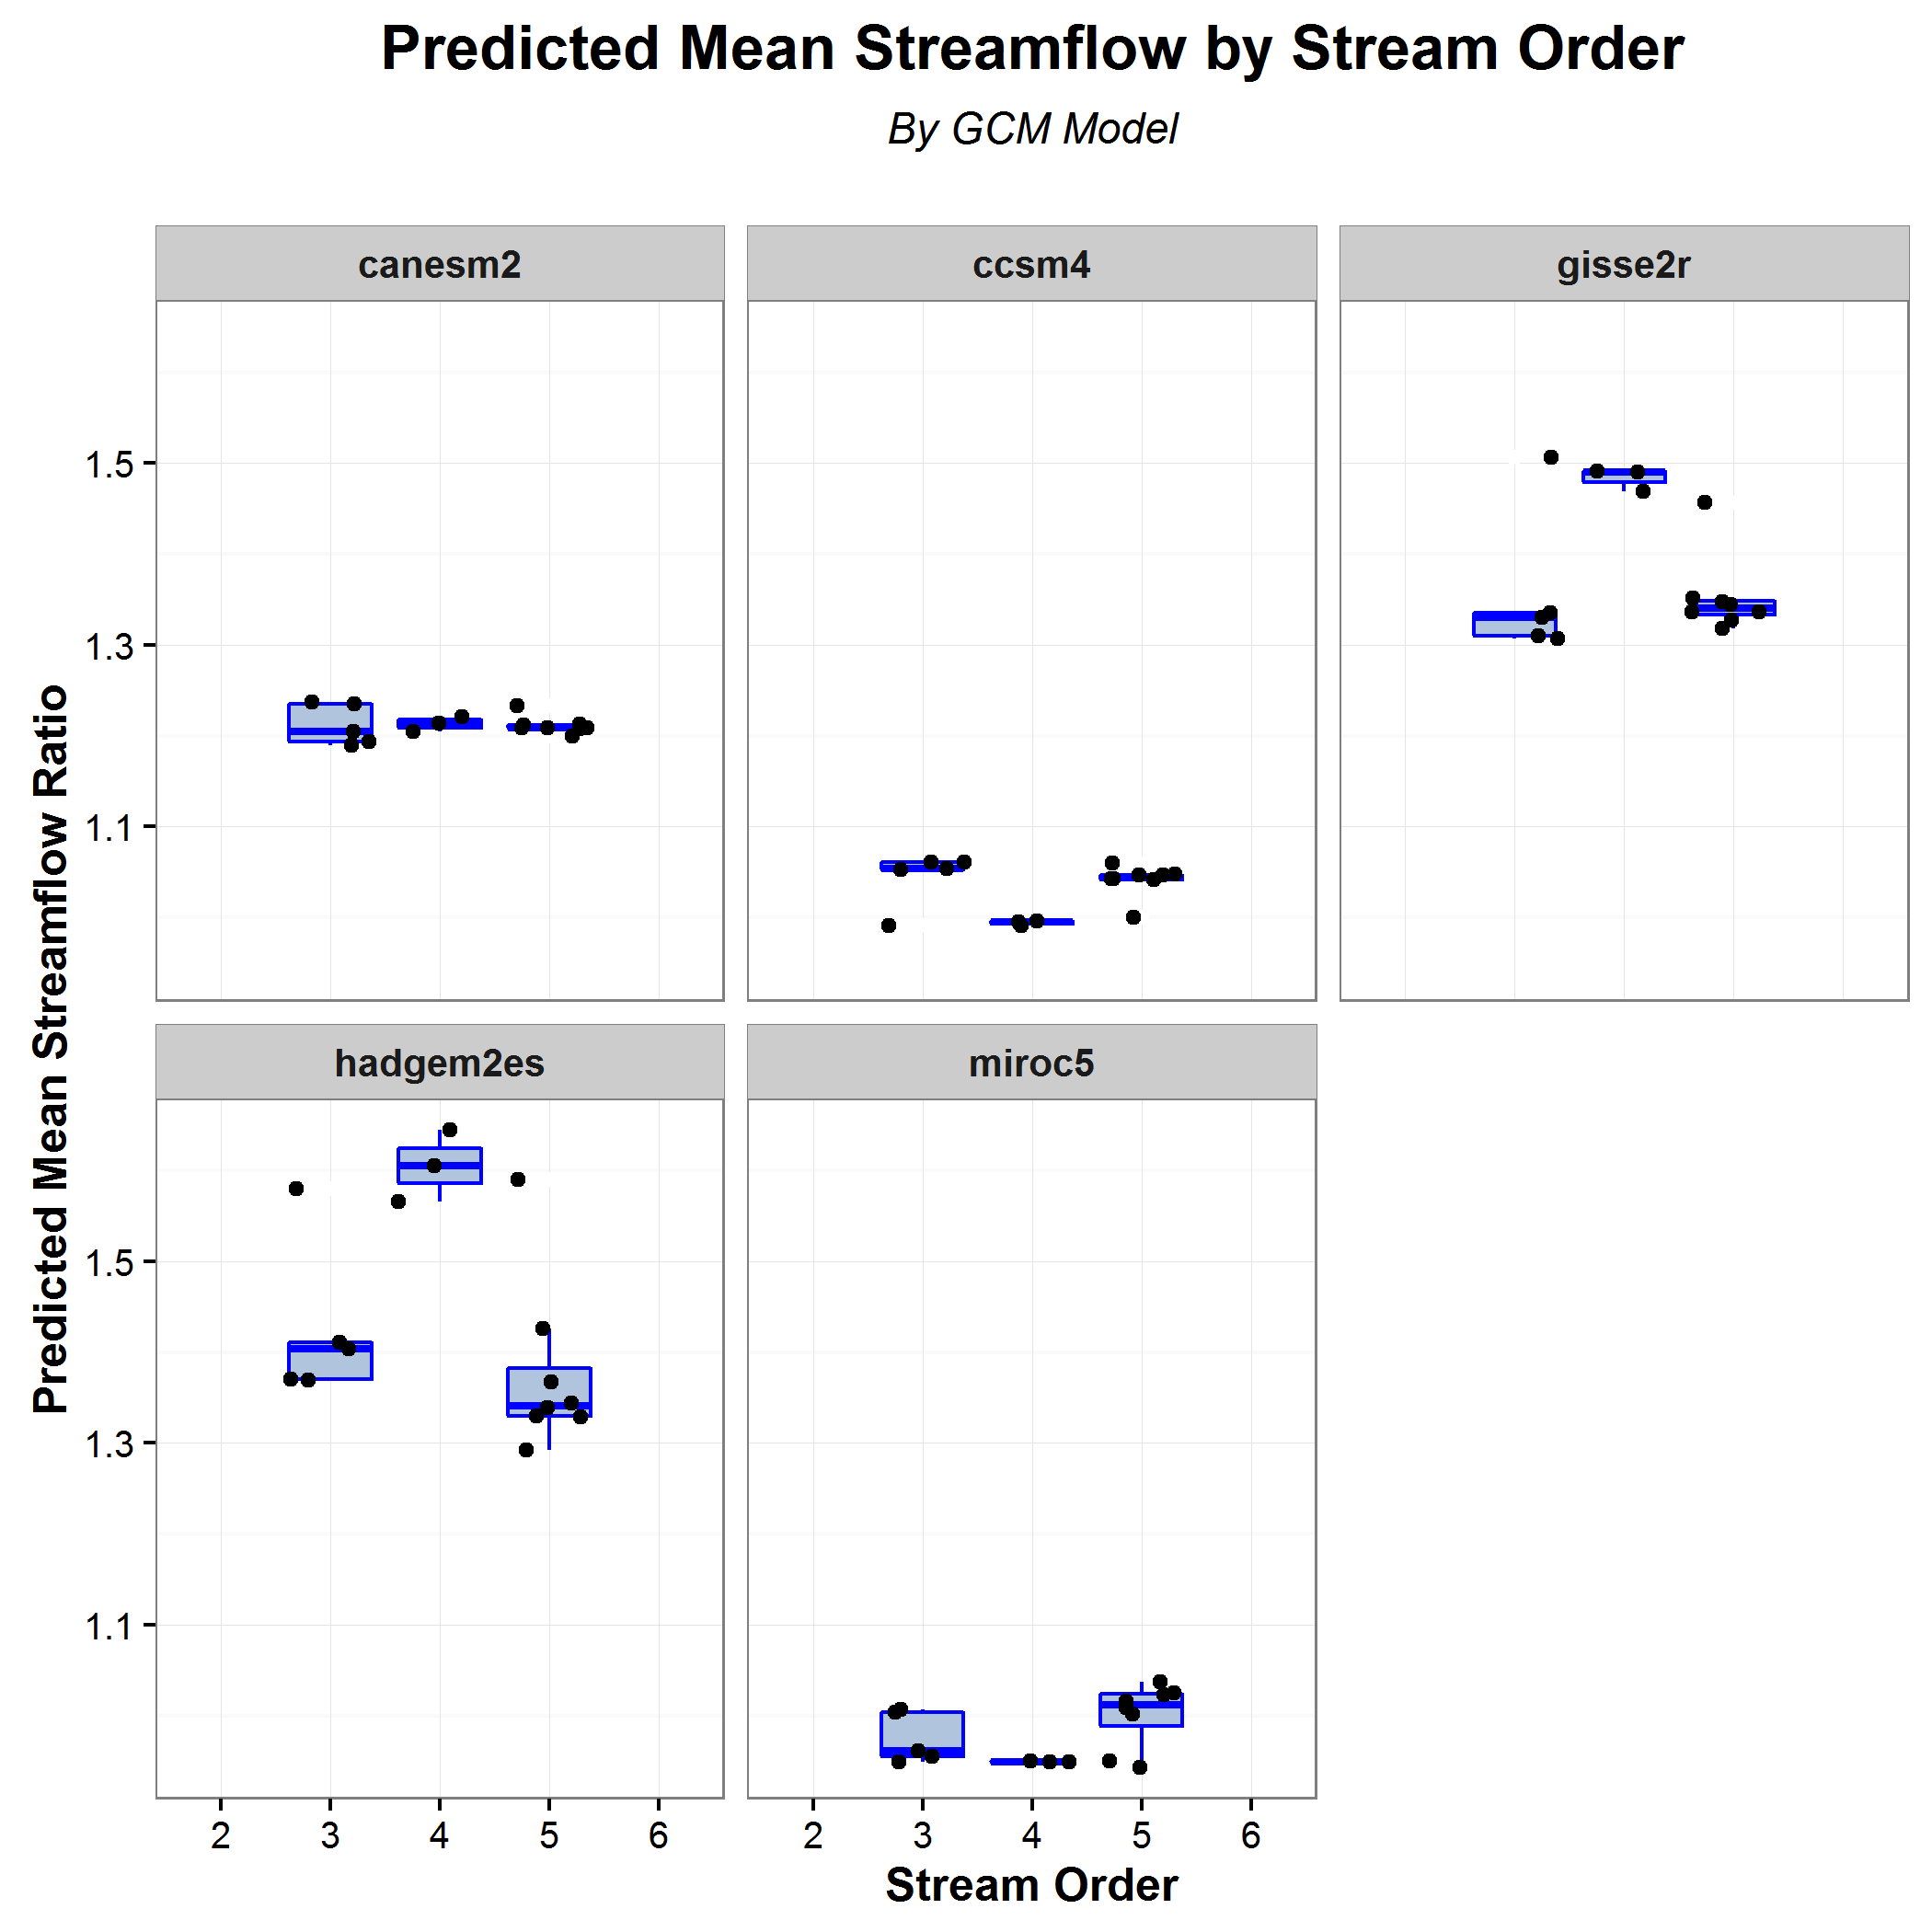 Predicted Mean Streamflow by Stream Order
By GCM Model
canesm2
ccsm4
gisse2r
1.5
1.3
1.1
Predicted Mean Streamflow Ratio
hadgem2es
miroc5
1.5
1.3
1.1
2 3 4 5 6
2 3 4 5 6
Stream Order